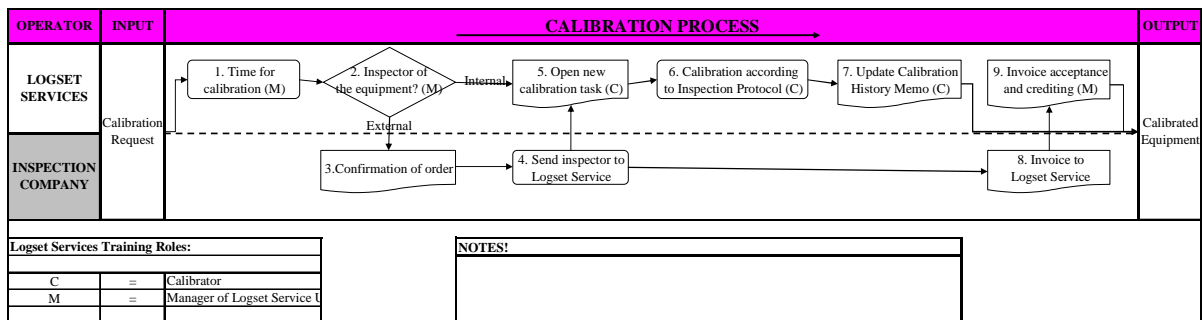 OPERATOR
INPUT
CALIBRATION PROCESS
OUTPUT
LOGSET
SERVICES
Calibration
Request
1. Time for
calibration (M)
2. Inspector of
the equipment? (M)
Internal
External
5. Open new
calibration task (C)
6. Calibration according
to Inspection Protocol (C)
7. Update Calibration
History Memo (C)
9. Invoice acceptance
and crediting (M)
Calibrated
Equipment
INSPECTION
COMPANY
3.Confirmation of order
4. Send inspector to
Logset Service
8. Invoice to
Logset Service
Logset Services Training Roles:
C = Calibrator
M = Manager of Logset Service U
NOTES!